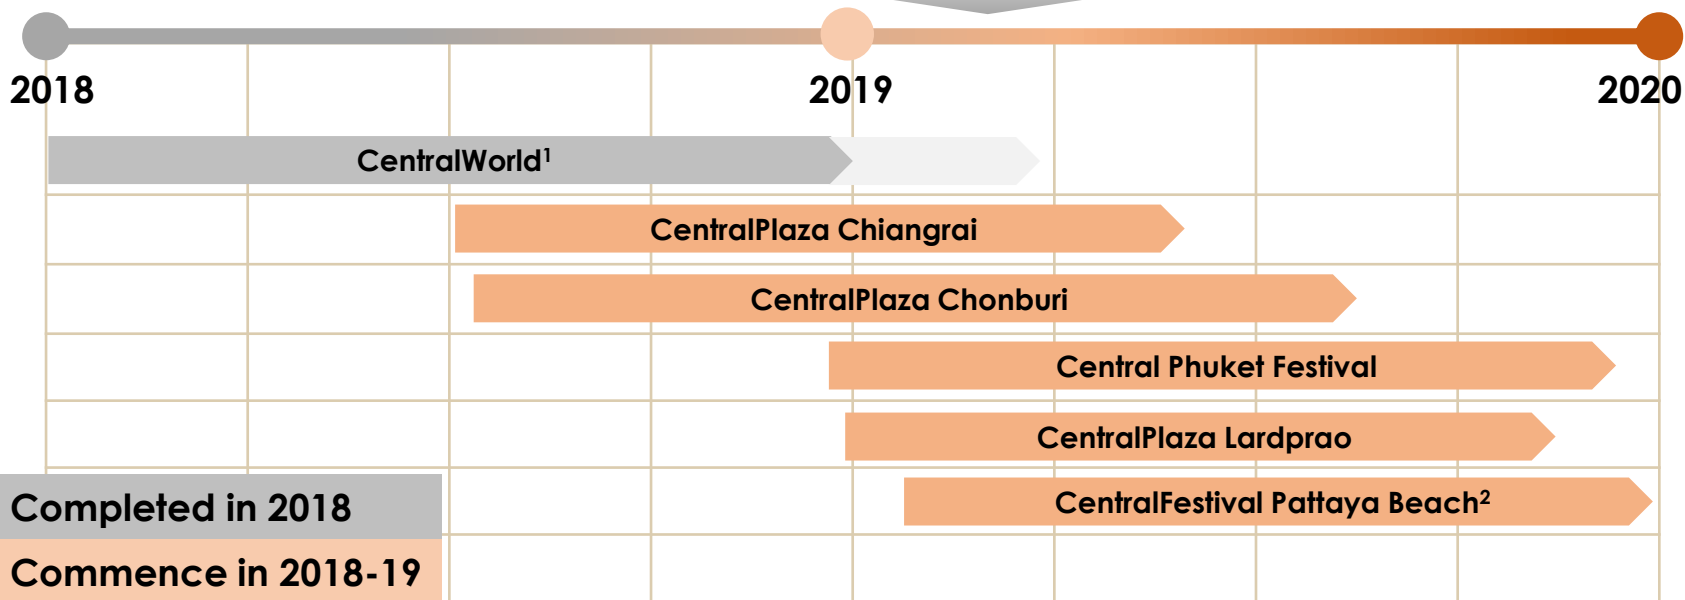 2018 2019 2020
CentralWorld¹
CentralPlaza Chiangrai
CentralPlaza Chonburi
Central Phuket Festival
CentralPlaza Lardprao
CentralFestival Pattaya Beach²
Completed in 2018
Commence in 2018-19